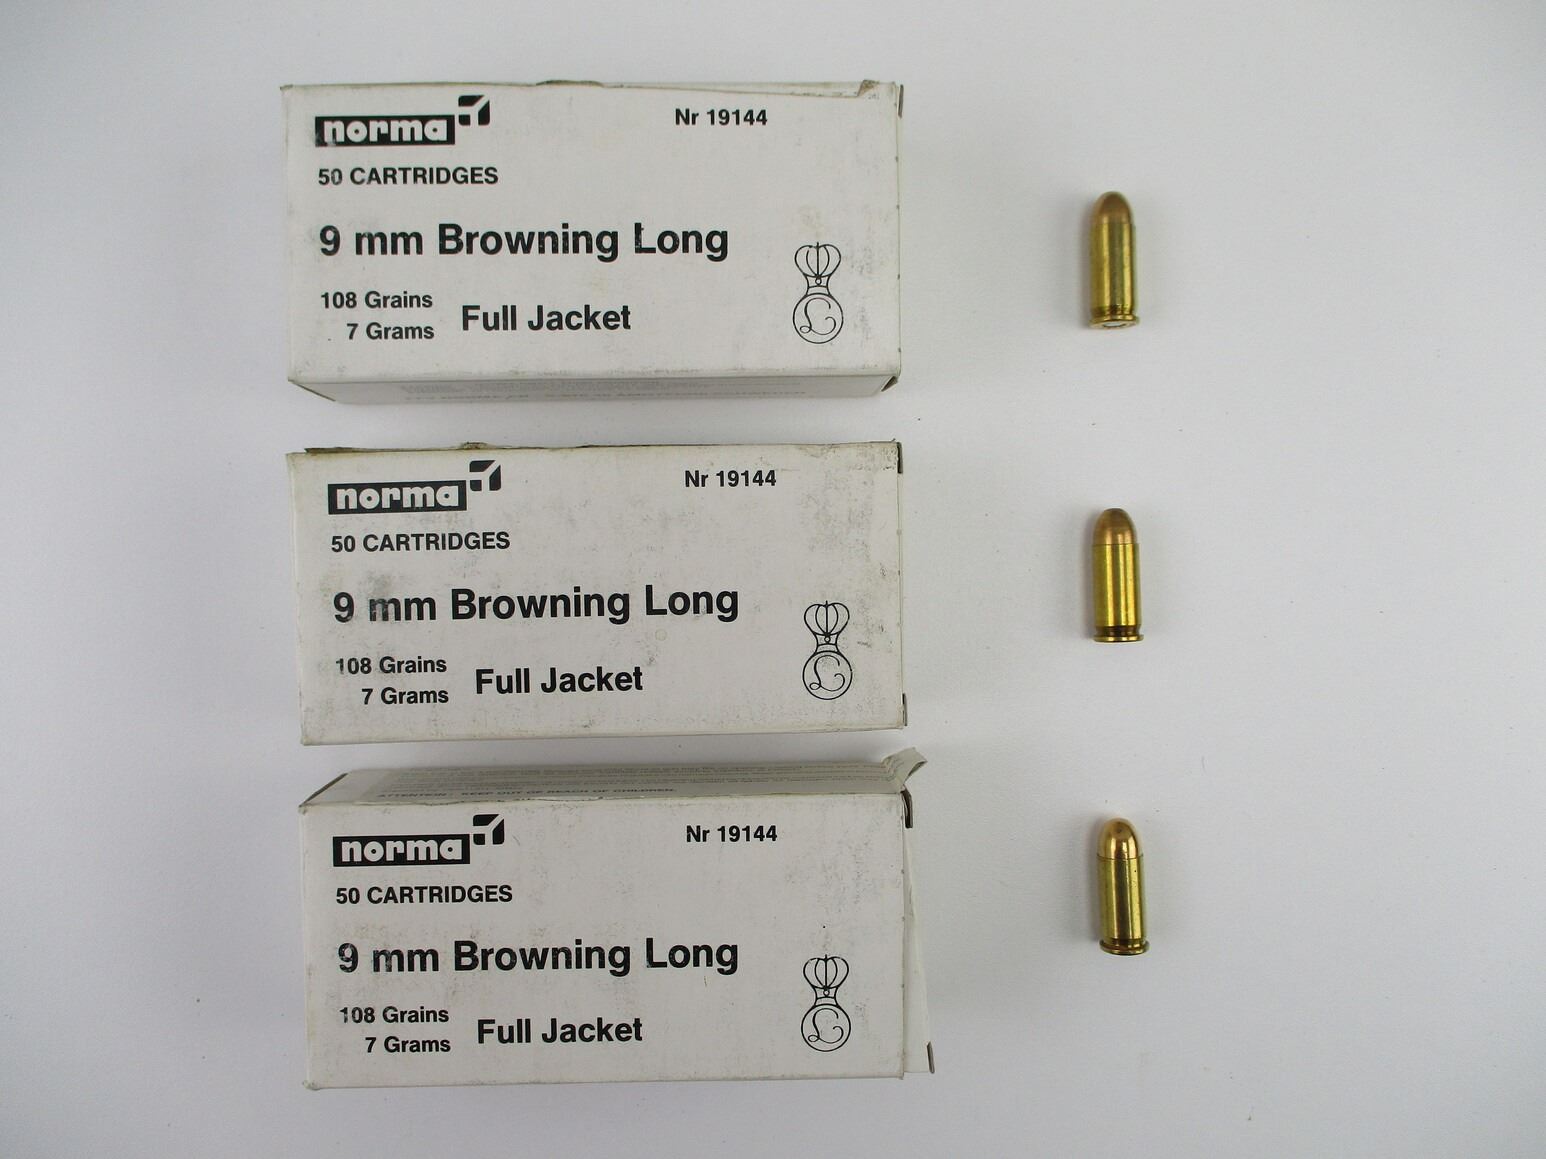 norma
Nr 19144
50 CARTRIDGES
9 mm Browning Long
108 Grains
7 Grams
Full Jacket
L
norma
Nr 19144
50 CARTRIDGES
9 mm Browning Long
108 Grains
7 Grams
Full Jacket
L
ATTENTION: KEEP OUT OF REACH OF CHILDREN.
norma
Nr 19144
50 CARTRIDGES
9 mm Browning Long
108 Grains
7 Grams
Full Jacket
L